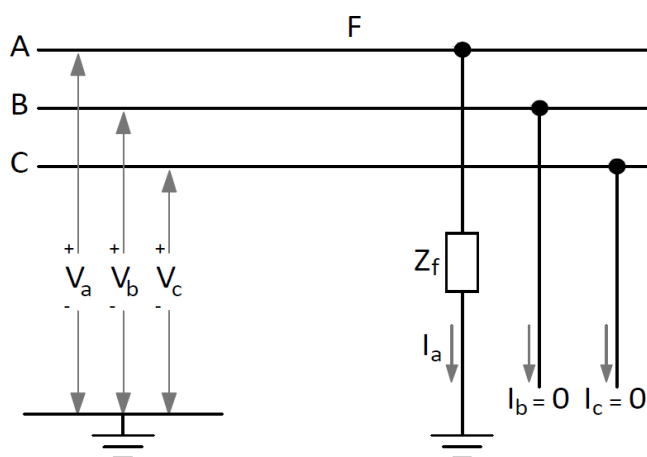 F
A
B
C
+ + +
Va Vb Vc
- - -
Zf
Ia
Ib = 0 Ic = 0